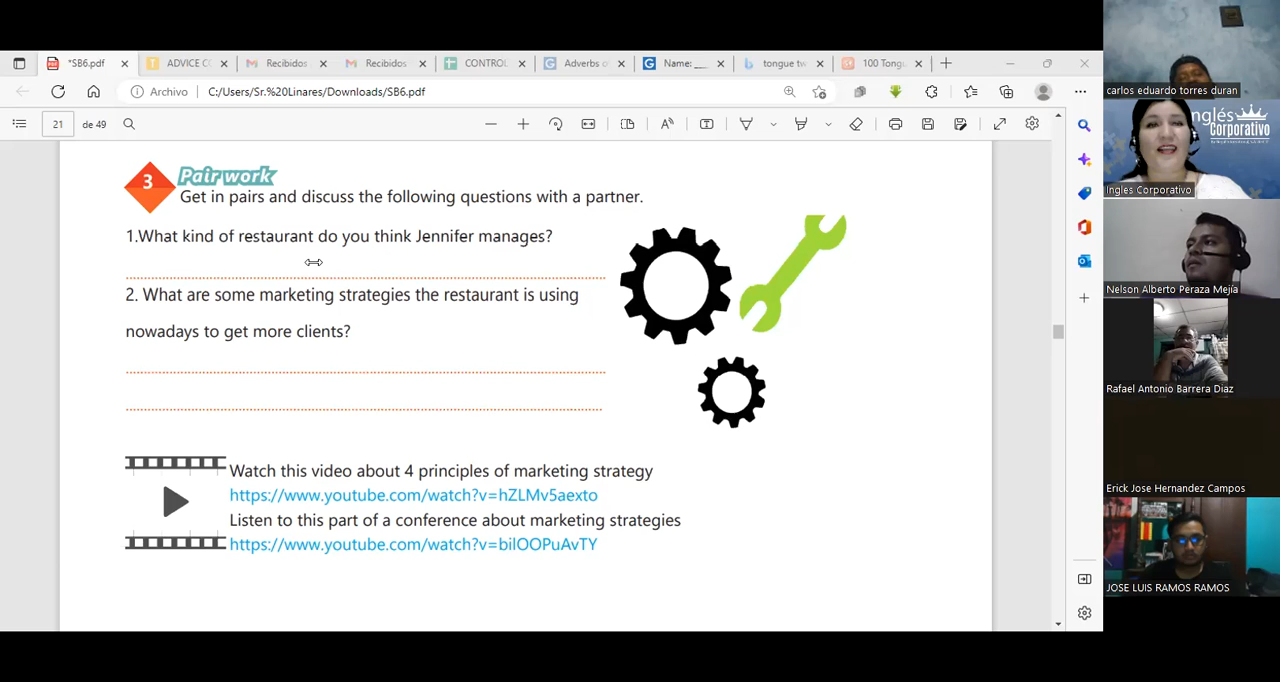 *SB6.pdf
ADVICE C
Recibidos
Recibidos
CONTROL
Adverbs o
Name: ___
tongue tw
100 Tong
Archivo
C:/Users/Sr.%20Linares/Downloads/SB6.pdf
21
de 49
3
Pair work
Get in pairs and discuss the following questions with a partner.
1.What kind of restaurant do you think Jennifer manages?
2. What are some marketing strategies the restaurant is using
nowadays to get more clients?
Watch this video about 4 principles of marketing strategy
https://www.youtube.com/watch?v=hZLMv5aexto
Listen to this part of a conference about marketing strategies
https://www.youtube.com/watch?v=bilOOPuAvTY
carlos eduardo torres duran
Inglés
Corporativo
Ingles Corporativo
Nelson Alberto Peraza Mejía
Rafael Antonio Barrera Diaz
Erick Jose Hernandez Campos
JOSE LUIS RAMOS RAMOS